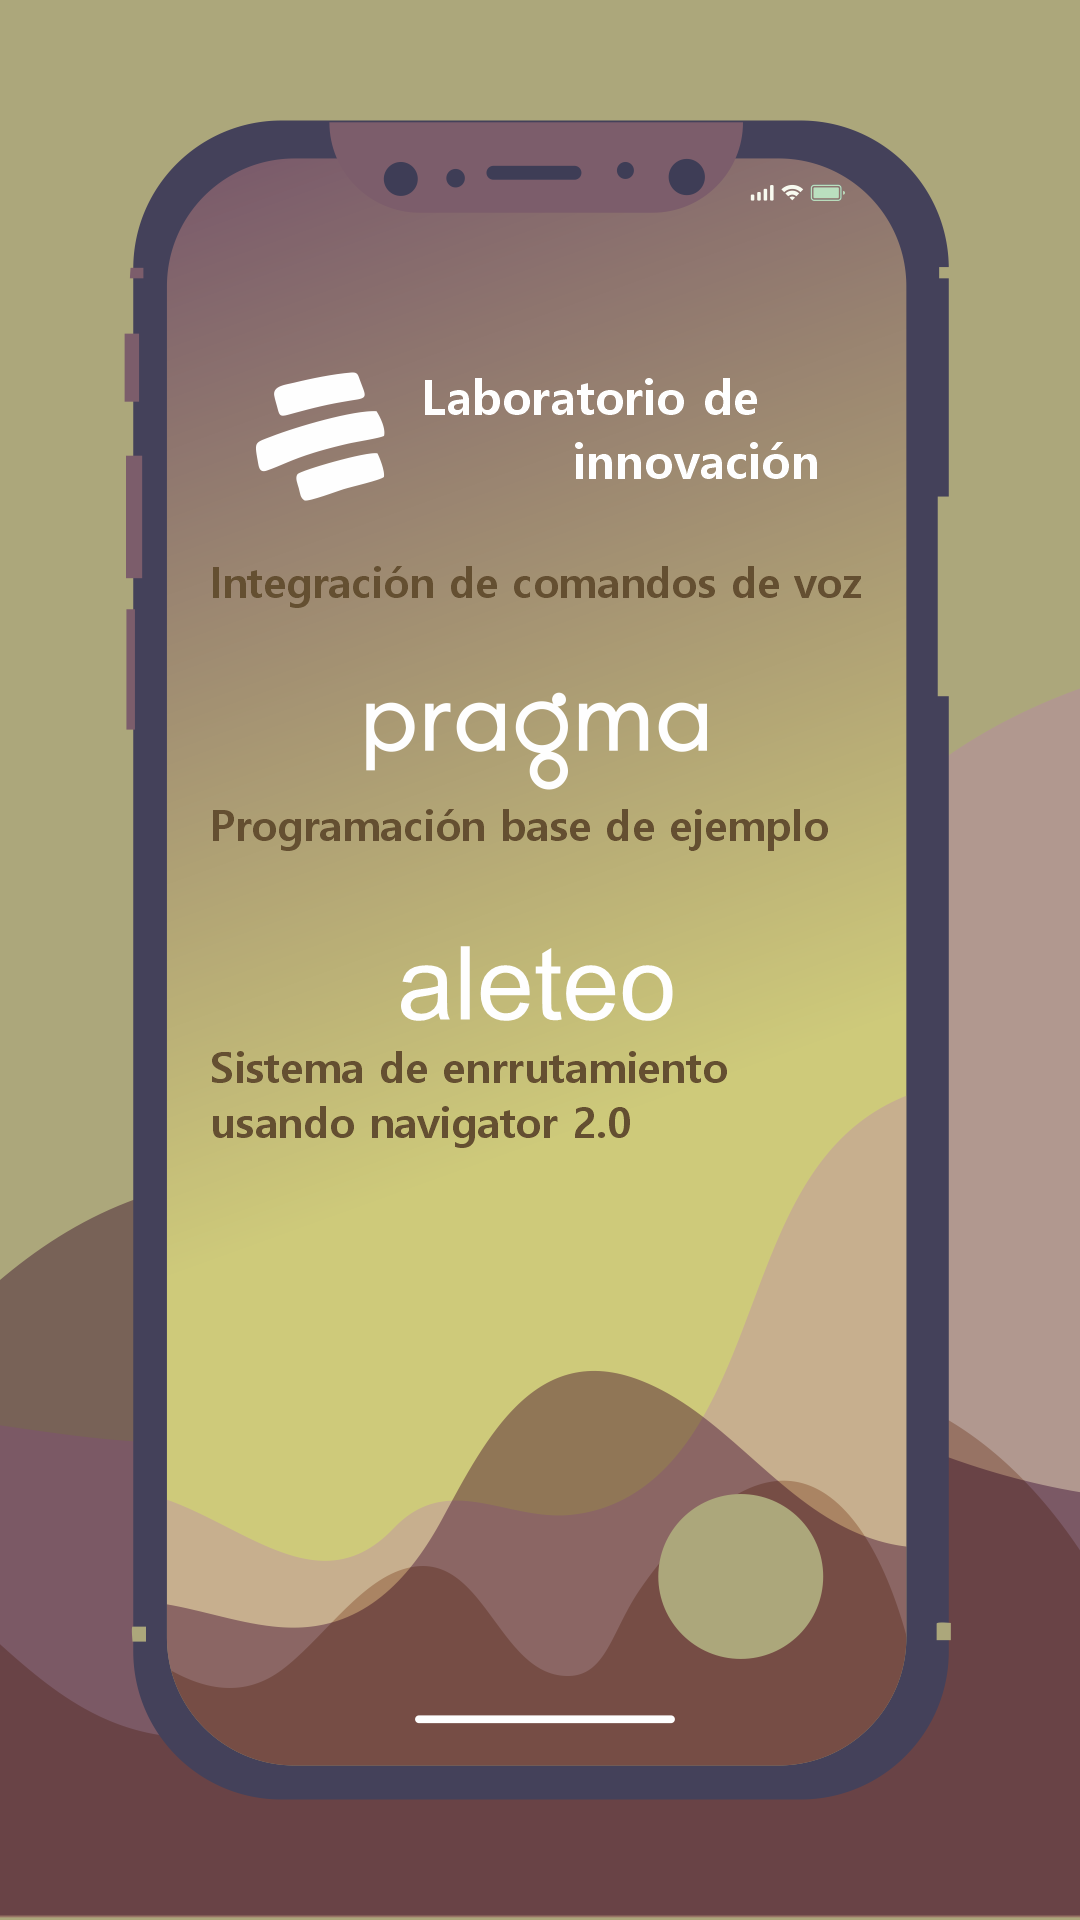 Laboratorio de
innovación
Integración de comandos de voz
pragma
Programación base de ejemplo
aleteo
Sistema de enrrutamiento
usando navigator 2.0